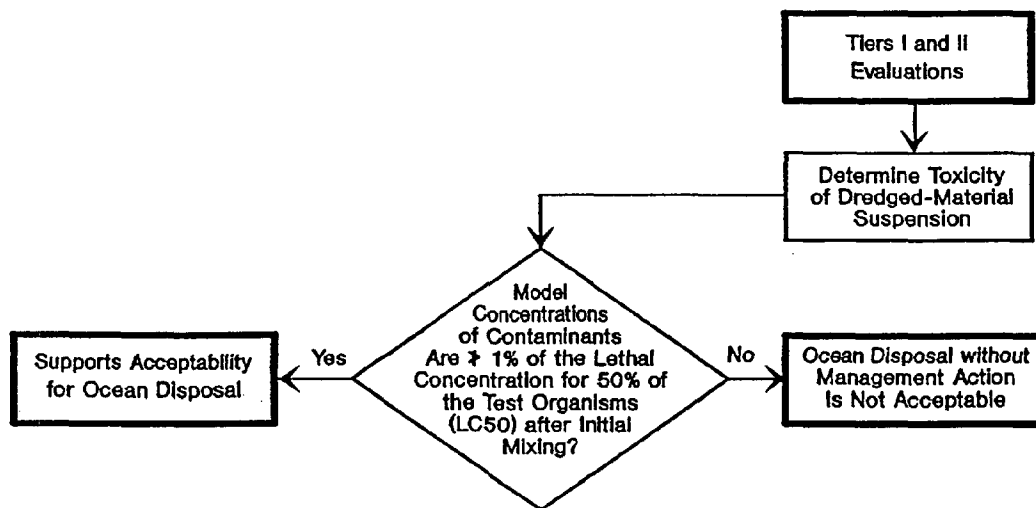 Tiers I and II
Evaluations
Determine Toxicity
of Dredged-Material
Suspension
Model
Concentrations
of Contaminants
Are ≯ 1% of the Lethal
Concentration for 50% of
the Test Organisms
(LC50) after Initial
Mixing?
Yes
No
Supports Acceptability
for Ocean Disposal
Ocean Disposal without
Management Action
Is Not Acceptable